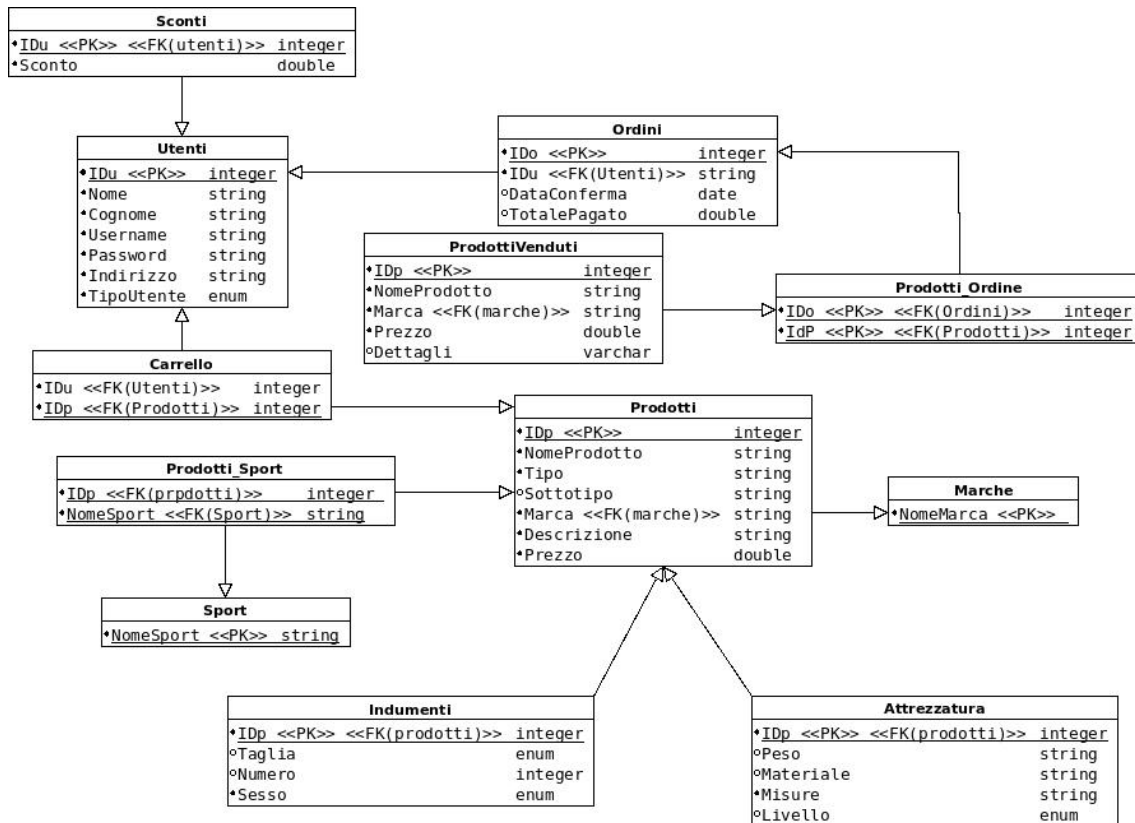 Sconti
IDu <<PK>> <<FK(utenti)>> integer
Sconto double
Utenti
IDu <<PK>> integer
Nome string
Cognome string
Username string
Password string
Indirizzo string
TipoUtente enum
Ordini
IDo <<PK>> integer
IDu <<FK(Utenti)>> string
DataConferma date
TotalePagato double
ProdottiVenduti
IDp <<PK>> integer
NomeProdotto string
Marca <<FK(marche)>> string
Prezzo double
Dettagli varchar
Prodotti_Ordine
IDo <<PK>> <<FK(Ordini)>> integer
IdP <<PK>> <<FK(Prodotti)>> integer
Carrello
IDu <<FK(Utenti)>> integer
IDp <<FK(Prodotti)>> integer
Prodotti
IDp <<PK>> integer
NomeProdotto string
Tipo string
Sottotipo string
Marca <<FK(marche)>> string
Descrizione string
Prezzo double
Prodotti_Sport
IDp <<FK(prpdotti)>> integer
NomeSport <<FK(Sport)>> string
Marche
NomeMarca <<PK>>
Sport
NomeSport <<PK>> string
Indumenti
IDp <<PK>> <<FK(prodotti)>> integer
Taglia enum
Numero integer
Sesso enum
Attrezzatura
IDp <<PK>> <<FK(prodotti)>> integer
Peso string
Materiale string
Misure string
Livello enum